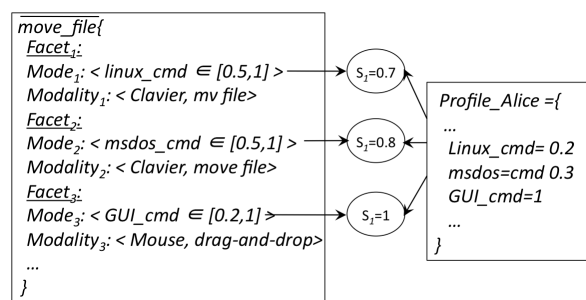 move_file{
Facet1:
Mode1: < linux_cmd ∈ [0.5,1] >
Modality1: < Clavier, mv file>
Facet2:
Mode2: < msdos_cmd ∈ [0.5,1] >
Modality2: < Clavier, move file>
Facet3:
Mode3: < GUI_cmd ∈ [0.2,1] >
Modality3: < Mouse, drag-and-drop>
...
}
S1=0.7
S1=0.8
S1=1
Profile_Alice ={
...
Linux_cmd= 0.2
msdos=cmd 0.3
GUI_cmd=1
...
}